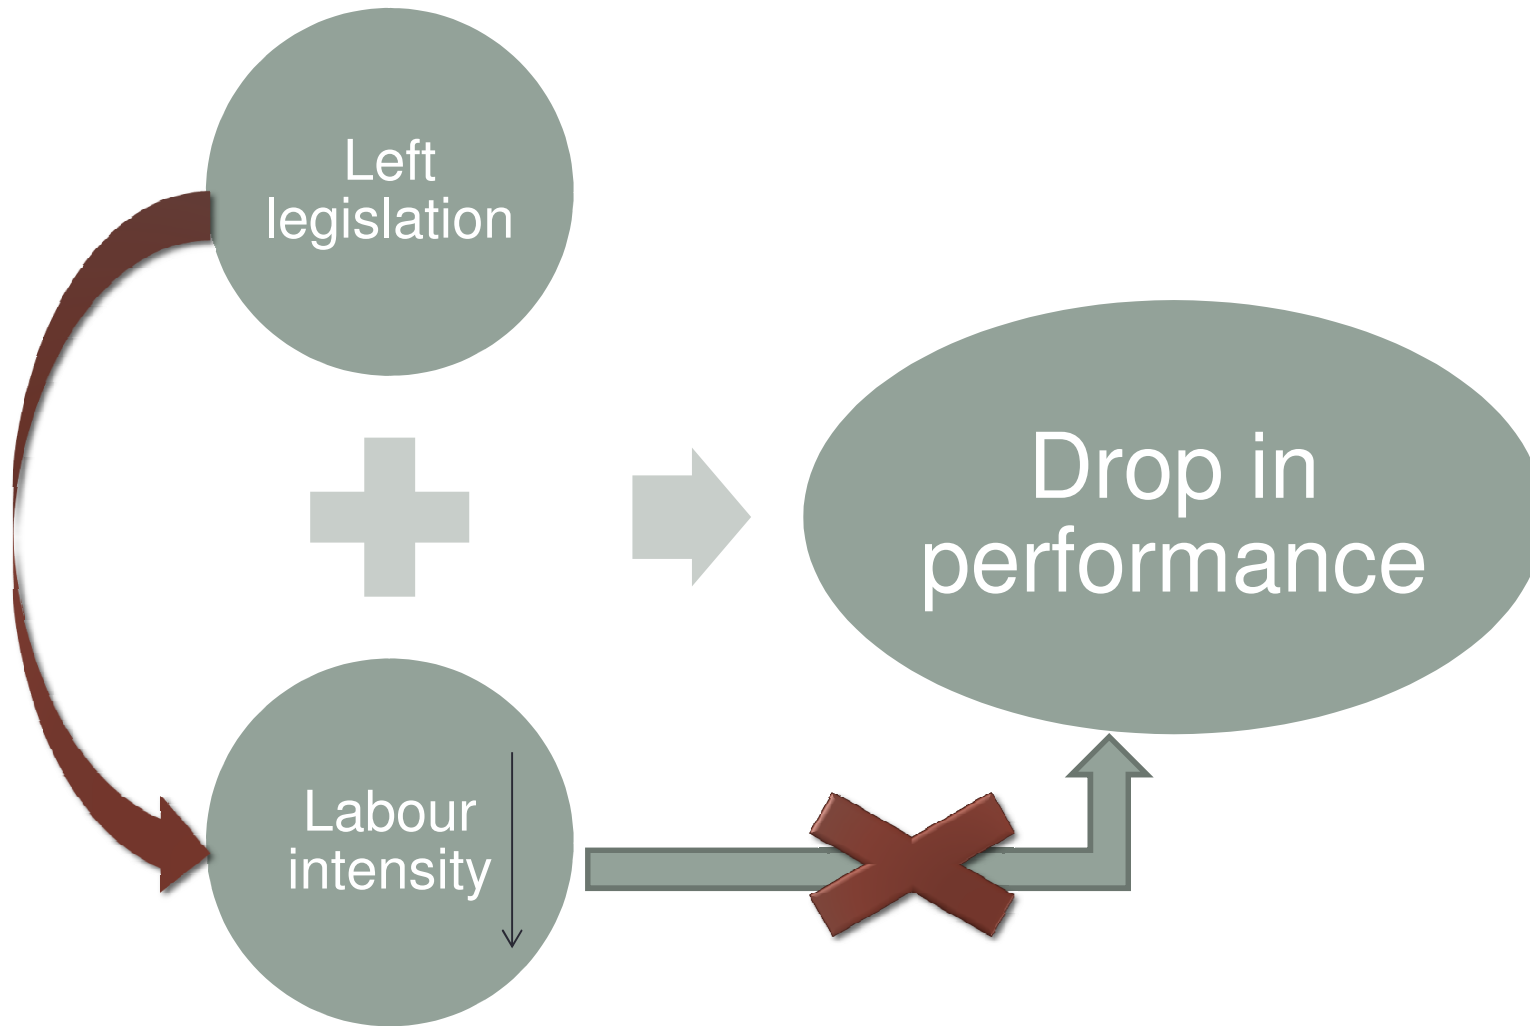 Left
legislation
Drop in
performance
Labour
intensity